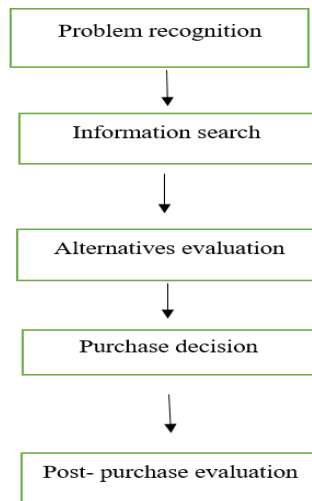 Problem recognition
Information search
Alternatives evaluation
Purchase decision
Post- purchase evaluation